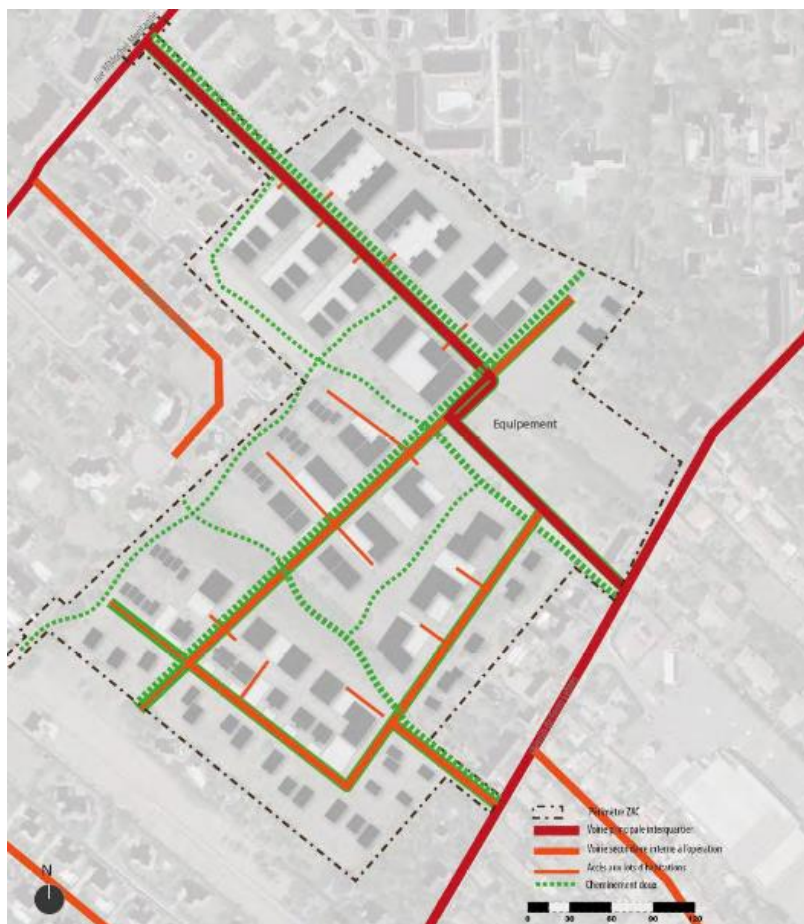 Equipement
Périmètre ZAC
Voirie principale interquartier
Voirie secondaire interne à l'opération
Accès aux lots d'habitations
Cheminement doux
N
0 30 60 90 120